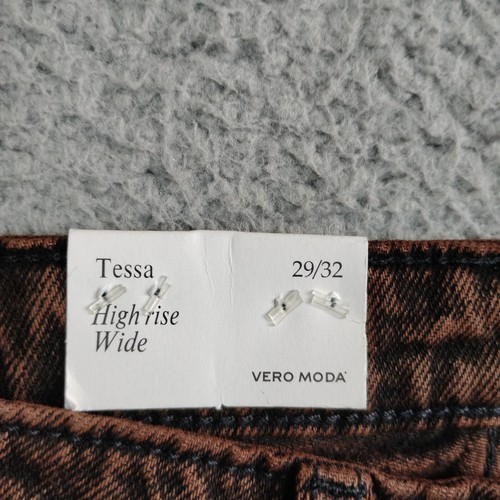 Tessa
29/32
High rise
Wide
VERO MODA